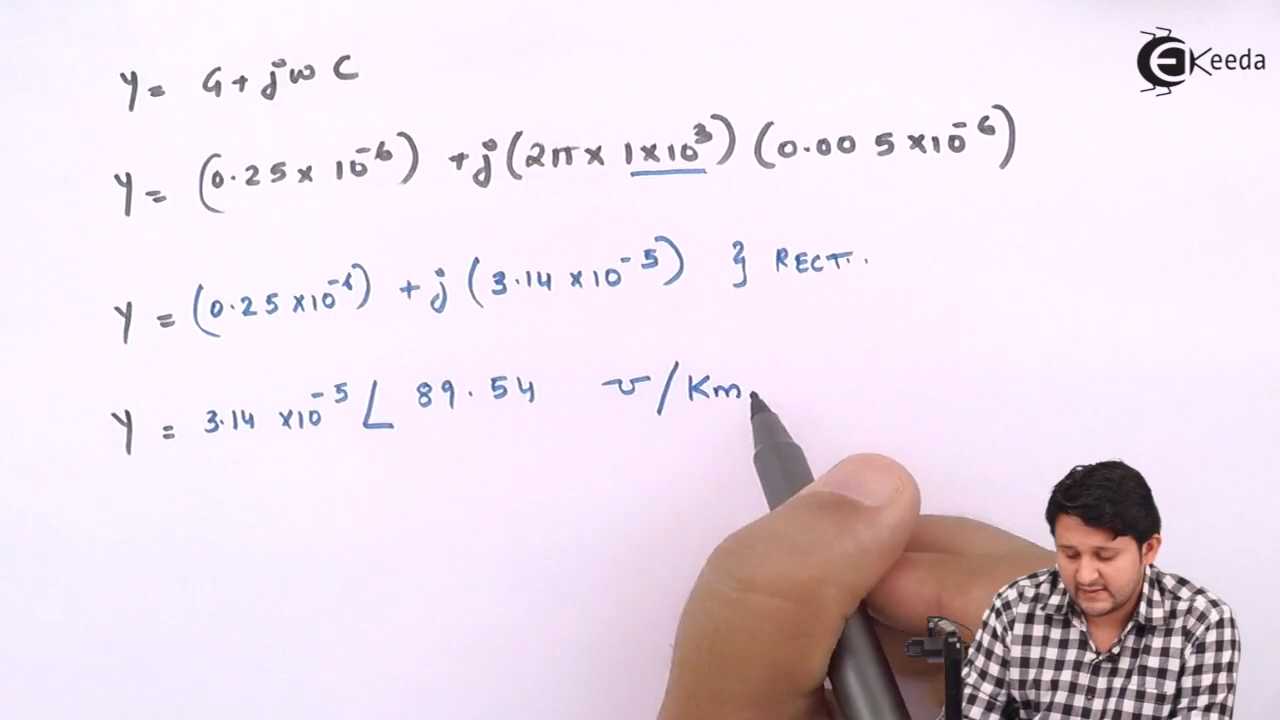 EKeeda
Y = G + jωC
Y = (0.25 × 10⁻⁶) + j(2π × 1×10³) (0.005 ×10⁻⁶)
Y = (0.25 ×10⁻⁶) + j (3.14 ×10⁻⁵) } RECT.
Y = 3.14 ×10⁻⁵ ∠ 89.54 ʊ/Km